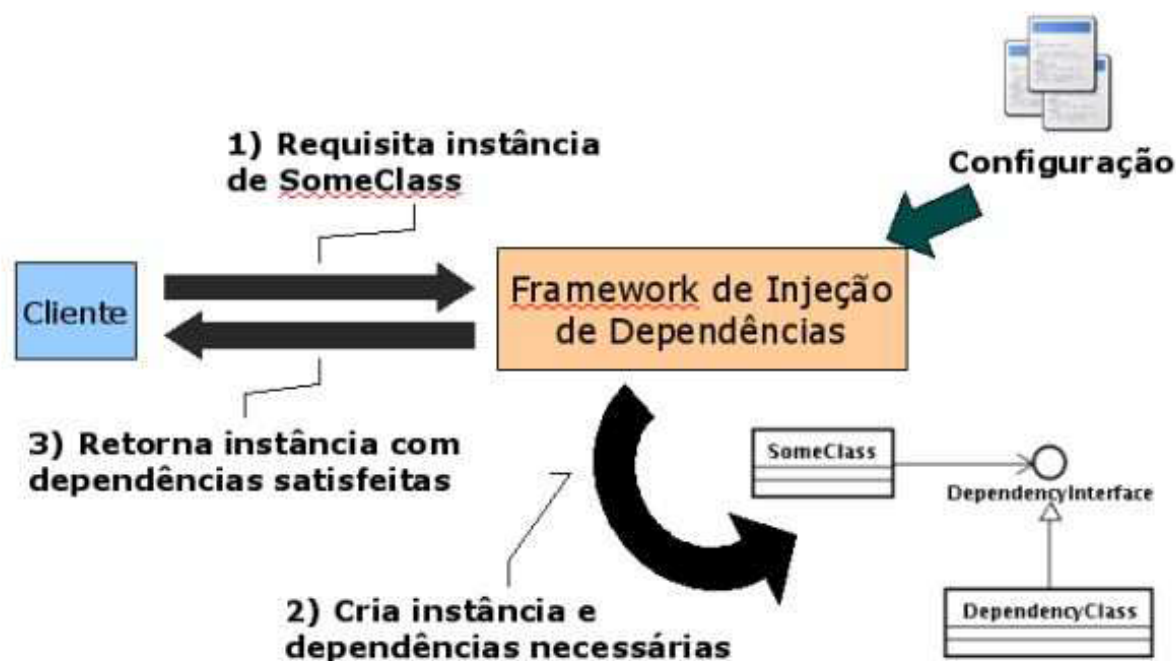 Configuração
1) Requisita instância
de SomeClass
Cliente
Framework de Injeção
de Dependências
3) Retorna instância com
dependências satisfeitas
SomeClass
DependencyInterface
DependencyClass
2) Cria instância e
dependências necessárias